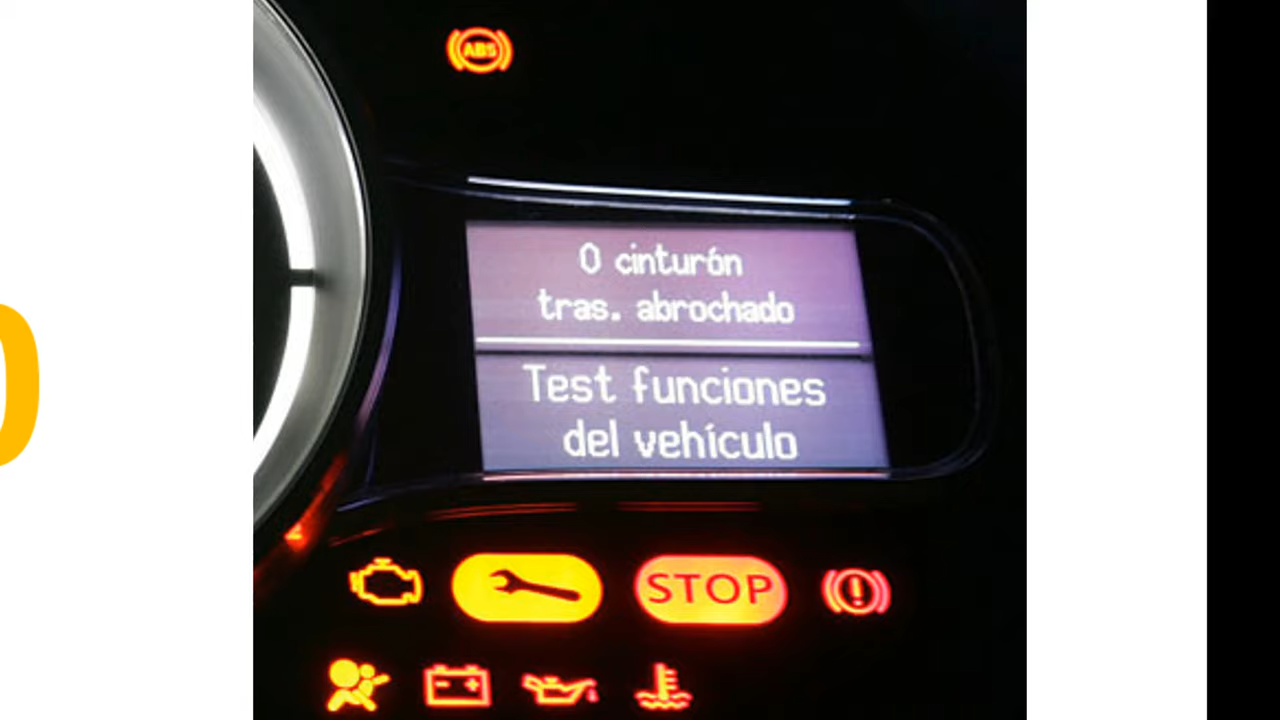 ABS
0 cinturón
tras. abrochado
Test funciones
del vehículo
STOP